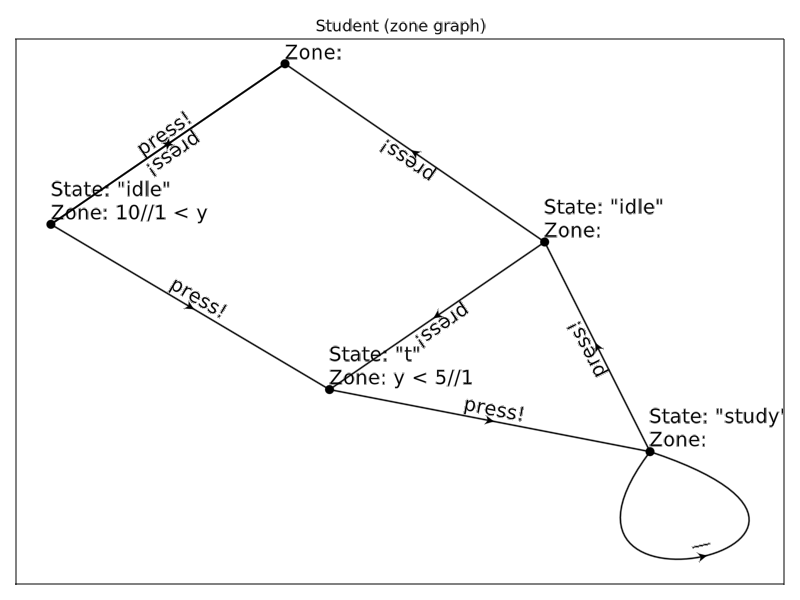 Student (zone graph)
Zone:
press!
press!
press!
State: "idle"
Zone: 10//1 < y
State: "idle"
Zone:
press!
press!
press!
State: "t"
Zone: y < 5//1
press!
State: "study"
Zone: